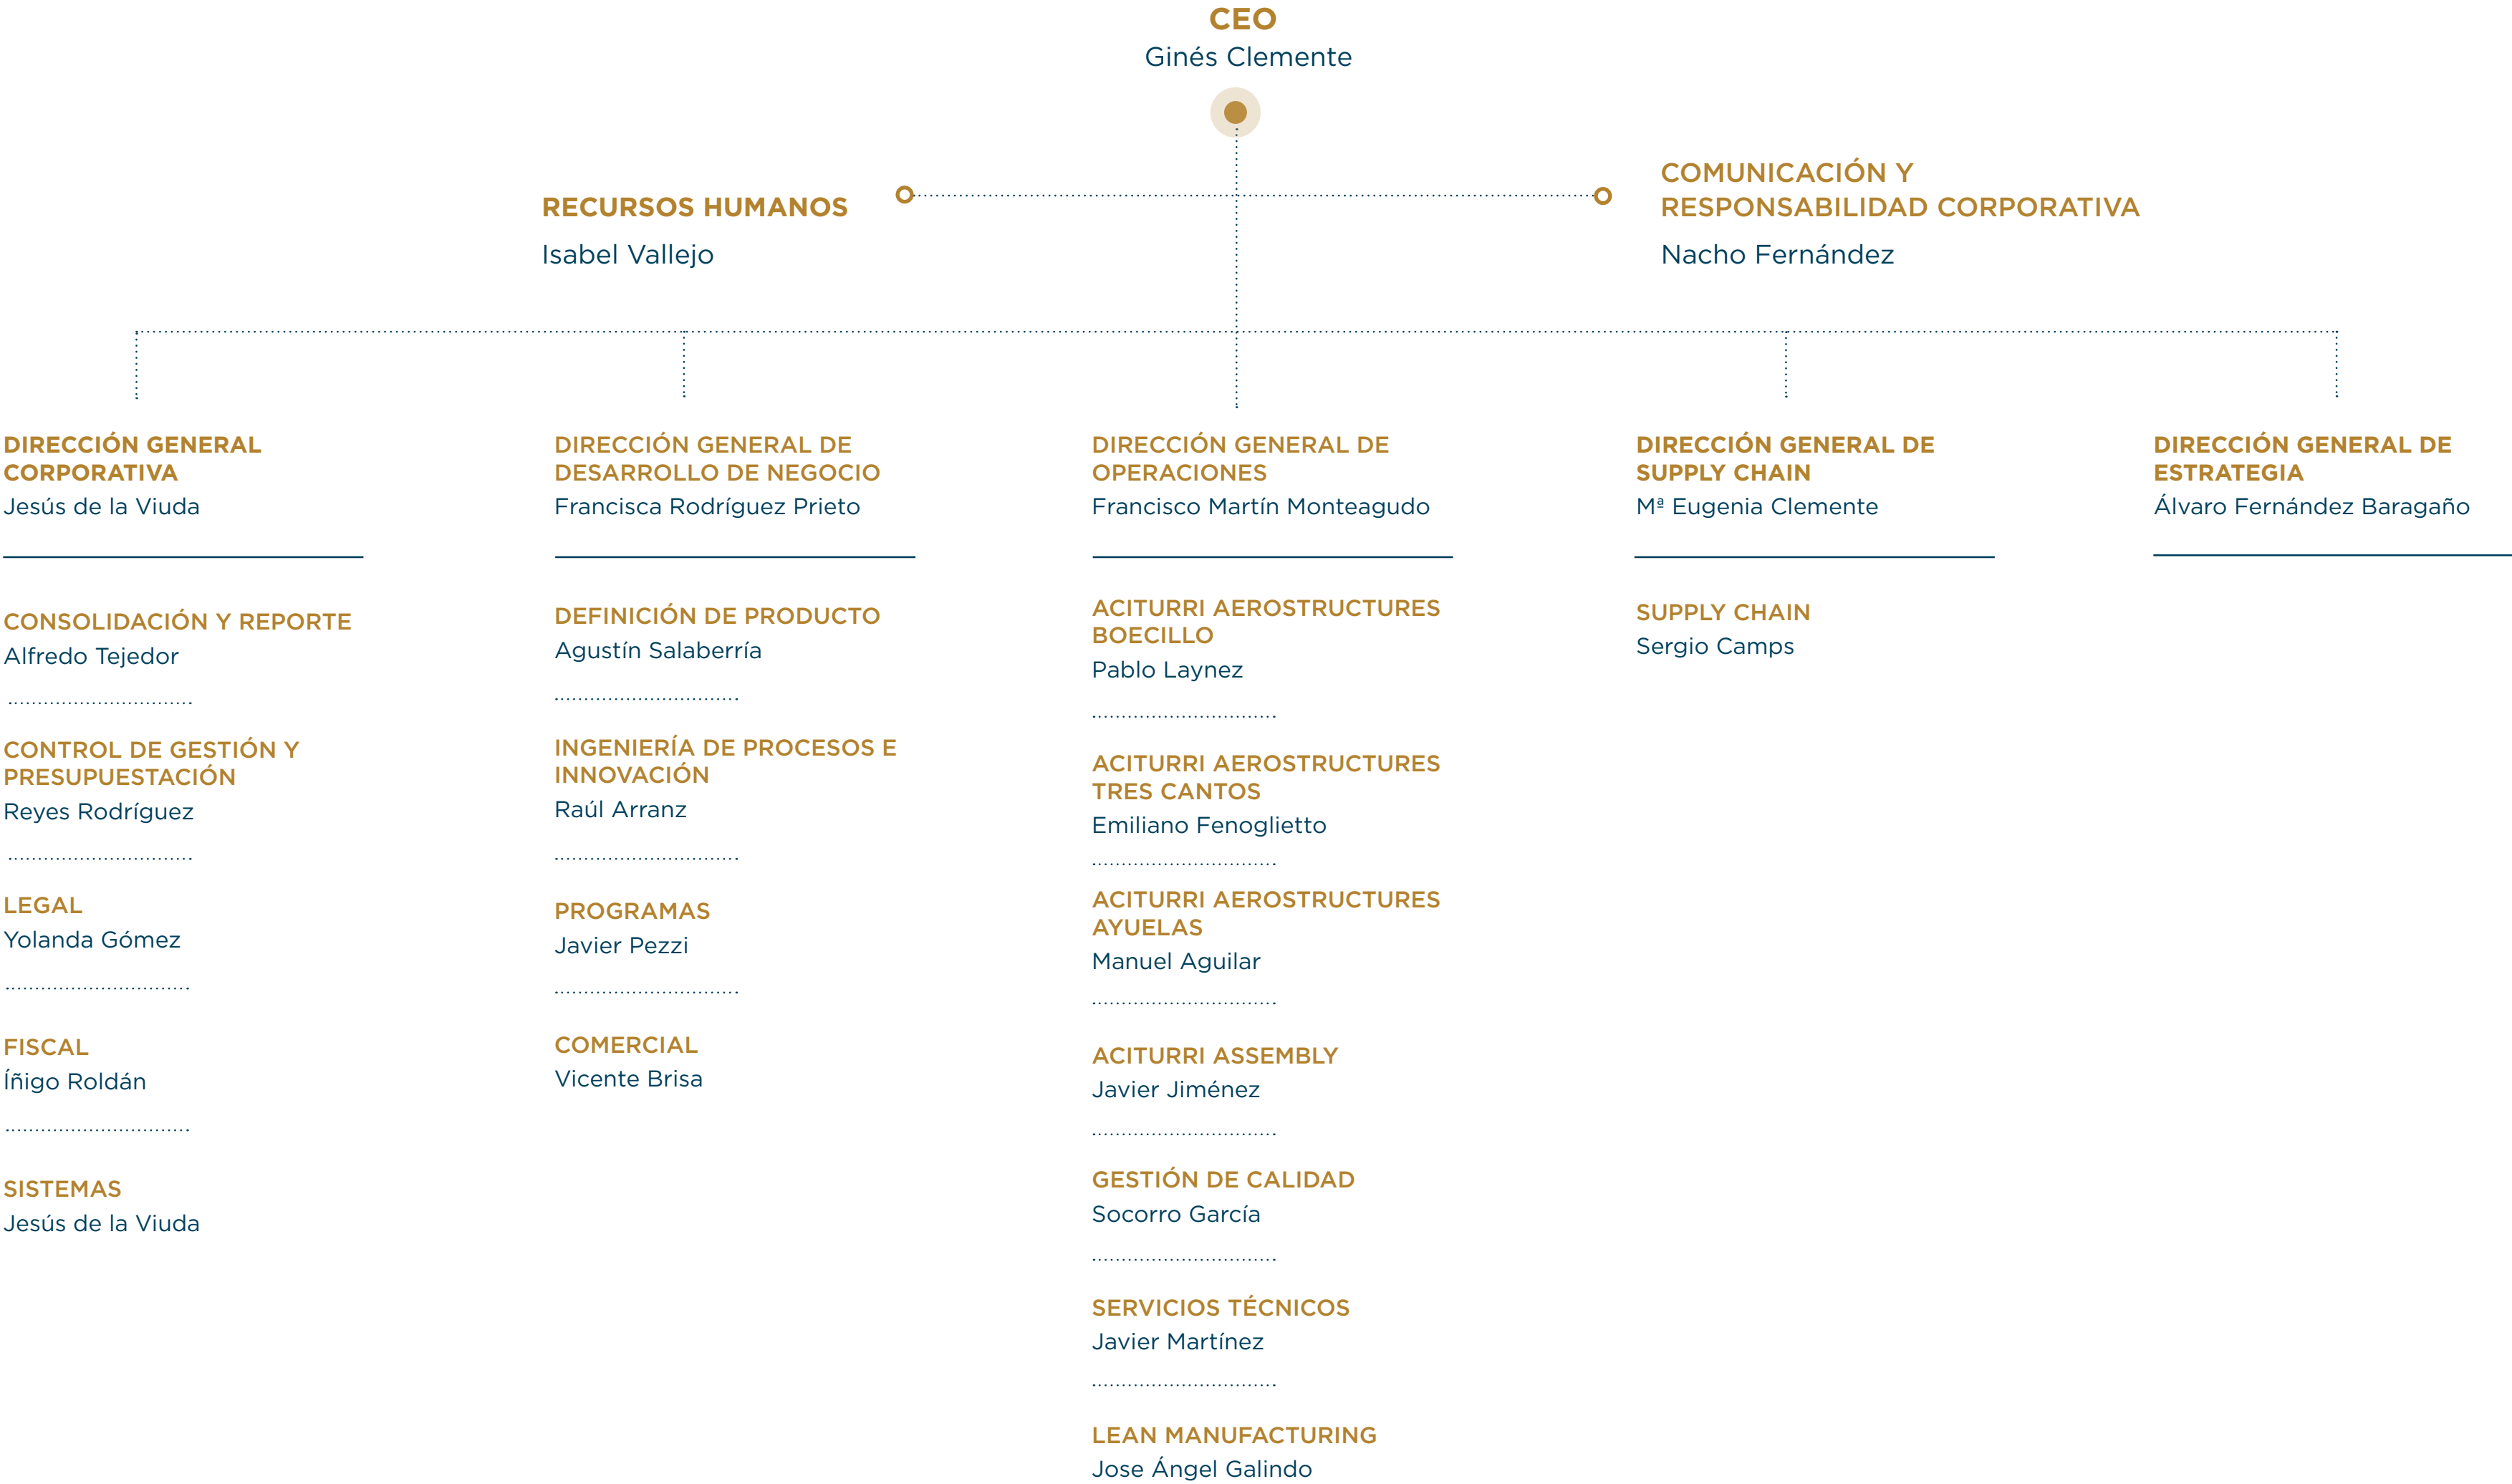 CEO
Ginés Clemente
RECURSOS HUMANOS
Isabel Vallejo
COMUNICACIÓN Y
RESPONSABILIDAD CORPORATIVA
Nacho Fernández
DIRECCIÓN GENERAL
CORPORATIVA
Jesús de la Viuda
CONSOLIDACIÓN Y REPORTE
Alfredo Tejedor
CONTROL DE GESTIÓN Y
PRESUPUESTACIÓN
Reyes Rodríguez
LEGAL
Yolanda Gómez
FISCAL
Íñigo Roldán
SISTEMAS
Jesús de la Viuda
DIRECCIÓN GENERAL DE
DESARROLLO DE NEGOCIO
Francisca Rodríguez Prieto
DEFINICIÓN DE PRODUCTO
Agustín Salaberría
INGENIERÍA DE PROCESOS E
INNOVACIÓN
Raúl Arranz
PROGRAMAS
Javier Pezzi
COMERCIAL
Vicente Brisa
DIRECCIÓN GENERAL DE
OPERACIONES
Francisco Martín Monteagudo
ACITURRI AEROSTRUCTURES
BOECILLO
Pablo Laynez
ACITURRI AEROSTRUCTURES
TRES CANTOS
Emiliano Fenoglietto
ACITURRI AEROSTRUCTURES
AYUELAS
Manuel Aguilar
ACITURRI ASSEMBLY
Javier Jiménez
GESTIÓN DE CALIDAD
Socorro García
SERVICIOS TÉCNICOS
Javier Martínez
LEAN MANUFACTURING
Jose Ángel Galindo
DIRECCIÓN GENERAL DE
SUPPLY CHAIN
Mª Eugenia Clemente
SUPPLY CHAIN
Sergio Camps
DIRECCIÓN GENERAL DE
ESTRATEGIA
Álvaro Fernández Baragaño